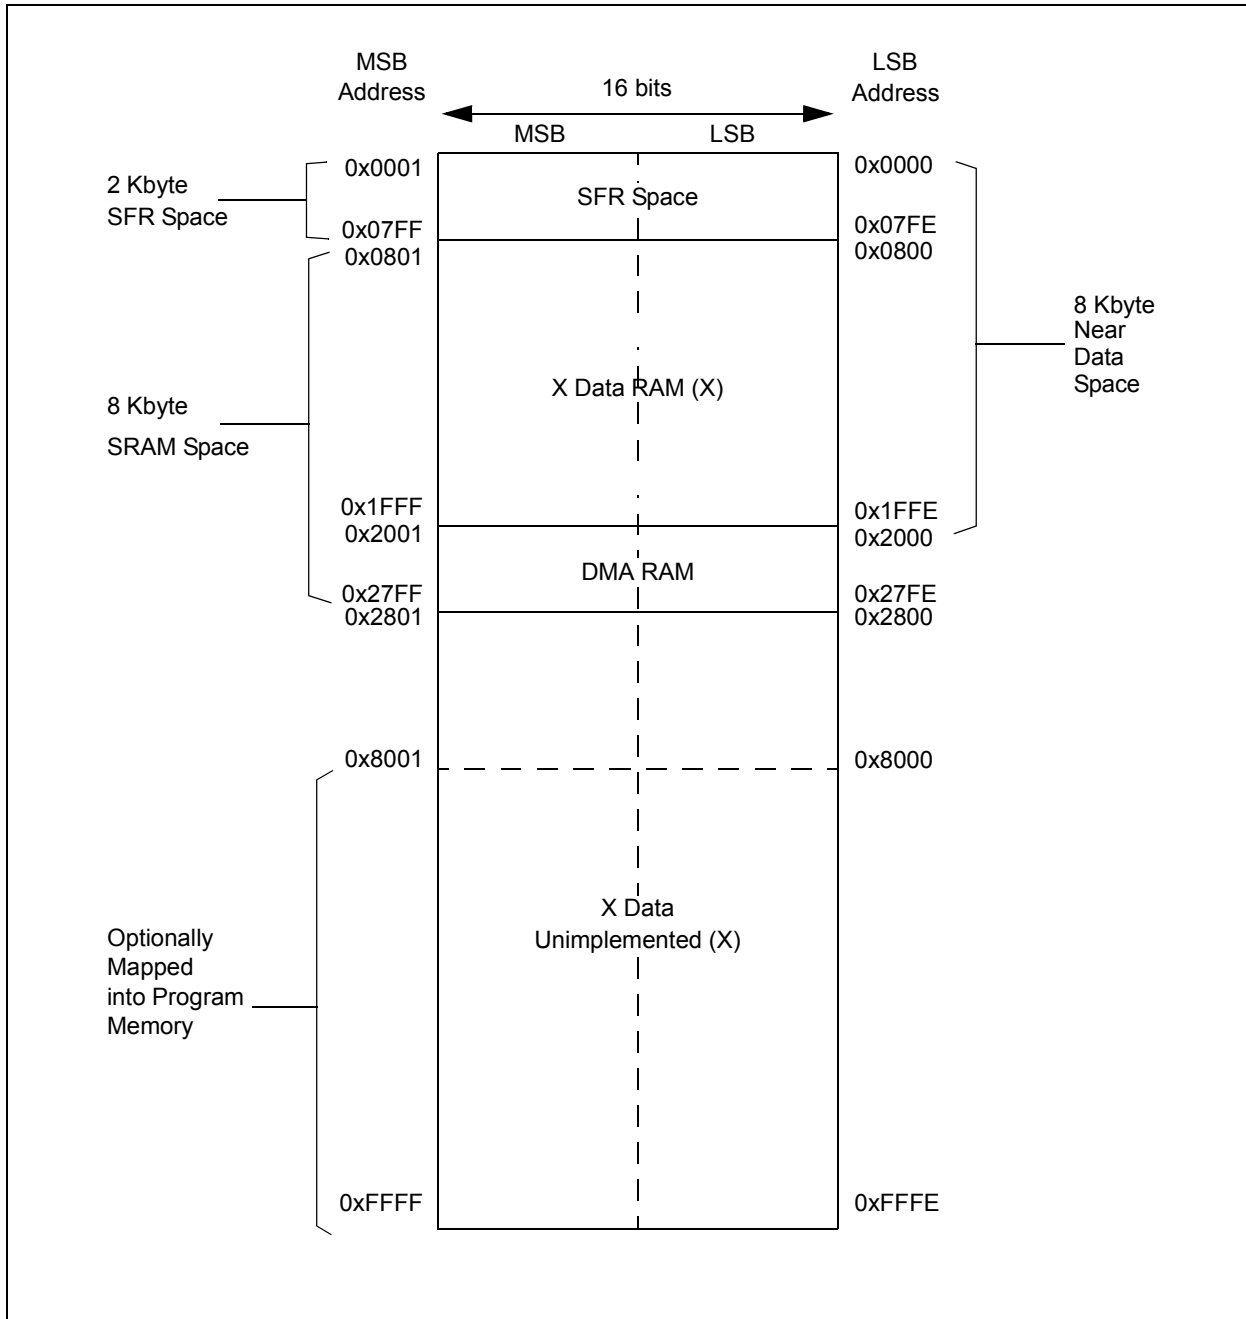 MSB
Address
LSB
Address
16 bits
MSB
LSB
2 Kbyte
SFR Space
0x0001
SFR Space
0x0000
0x07FF
0x07FE
0x0801
0x0800
8 Kbyte
Near
Data
Space
8 Kbyte
SRAM Space
X Data RAM (X)
0x1FFF
0x1FFE
0x2001
0x2000
DMA RAM
0x27FF
0x27FE
0x2801
0x2800
0x8001
0x8000
X Data
Unimplemented (X)
Optionally
Mapped
into Program
Memory
0xFFFF
0xFFFE